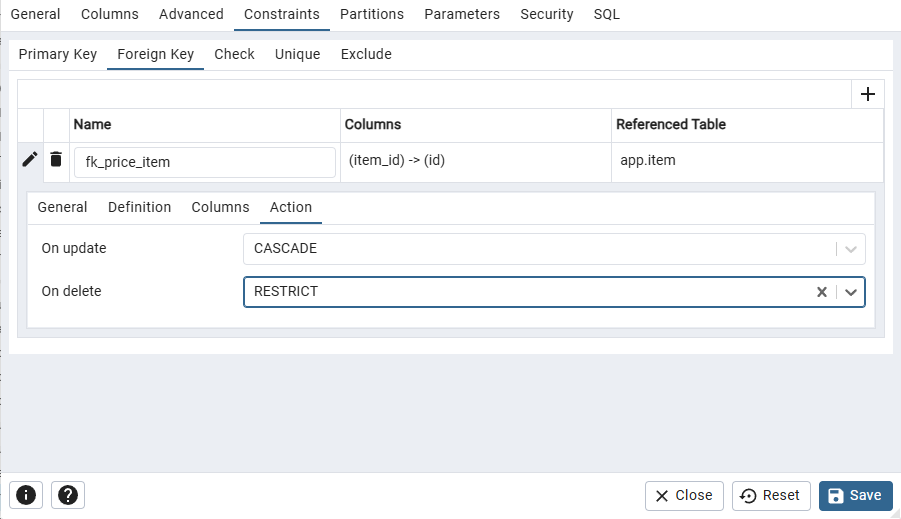 General Columns Advanced Constraints Partitions Parameters Security SQL
Primary Key Foreign Key Check Unique Exclude
Name Columns Referenced Table
fk_price_item (item_id) -> (id) app.item
General Definition Columns Action
On update CASCADE
On delete RESTRICT
Close Reset Save